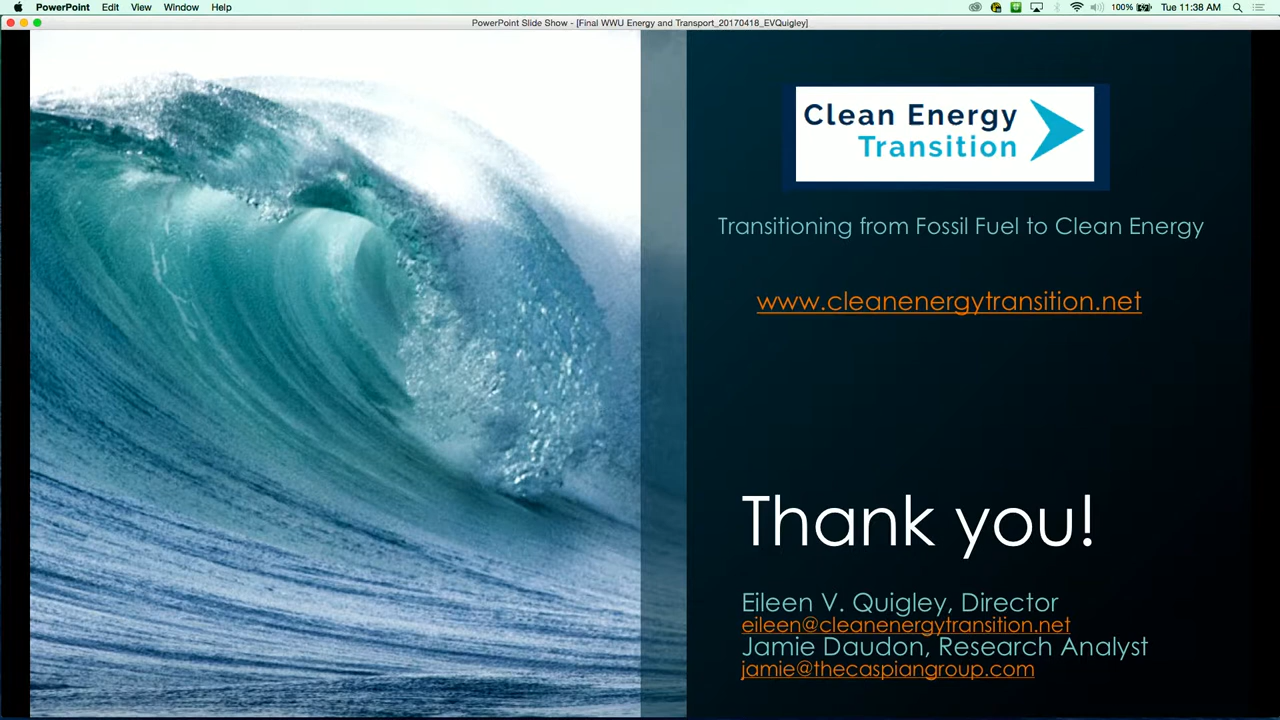 PowerPoint Edit View Window Help 100% Tue 11:38 AM
PowerPoint Slide Show - [Final WWU Energy and Transport_20170418_EVQuigley]
Clean Energy
Transition
Transitioning from Fossil Fuel to Clean Energy
www.cleanenergytransition.net
Thank you!
Eileen V. Quigley, Director
eileen@cleanenergytransition.net
Jamie Daudon, Research Analyst
jamie@thecaspiangroup.com